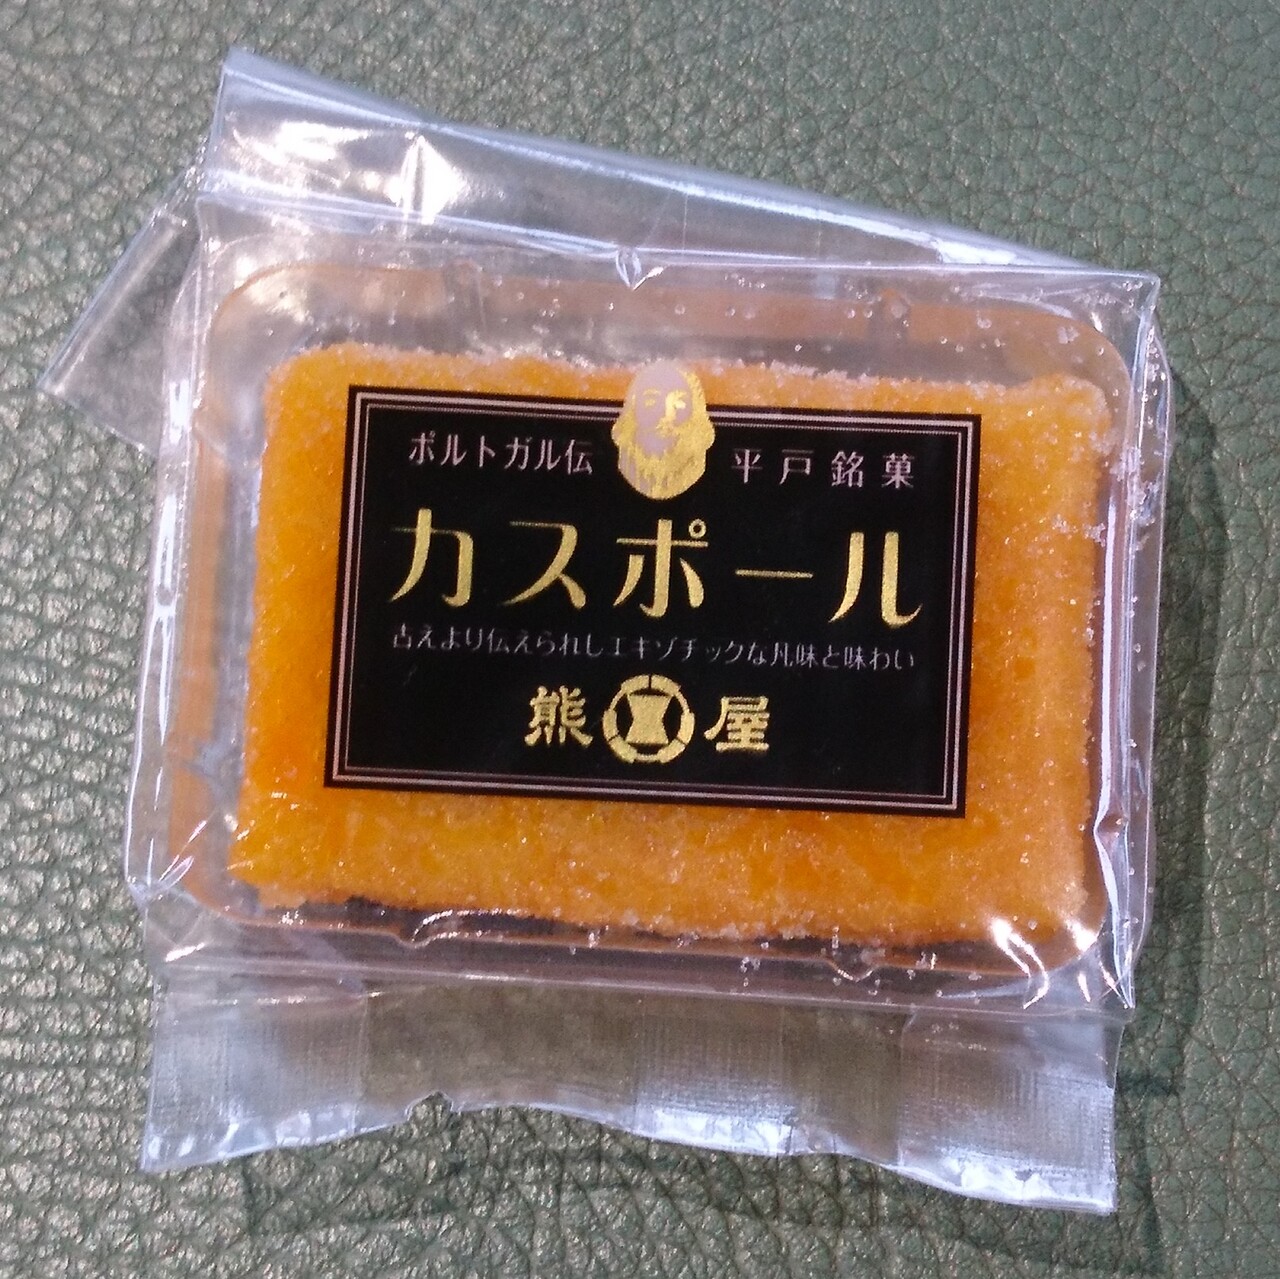 ポルトガル伝 平戸銘菓
カスポール
古えより伝えられしエキゾチックな風味と味わい
熊屋